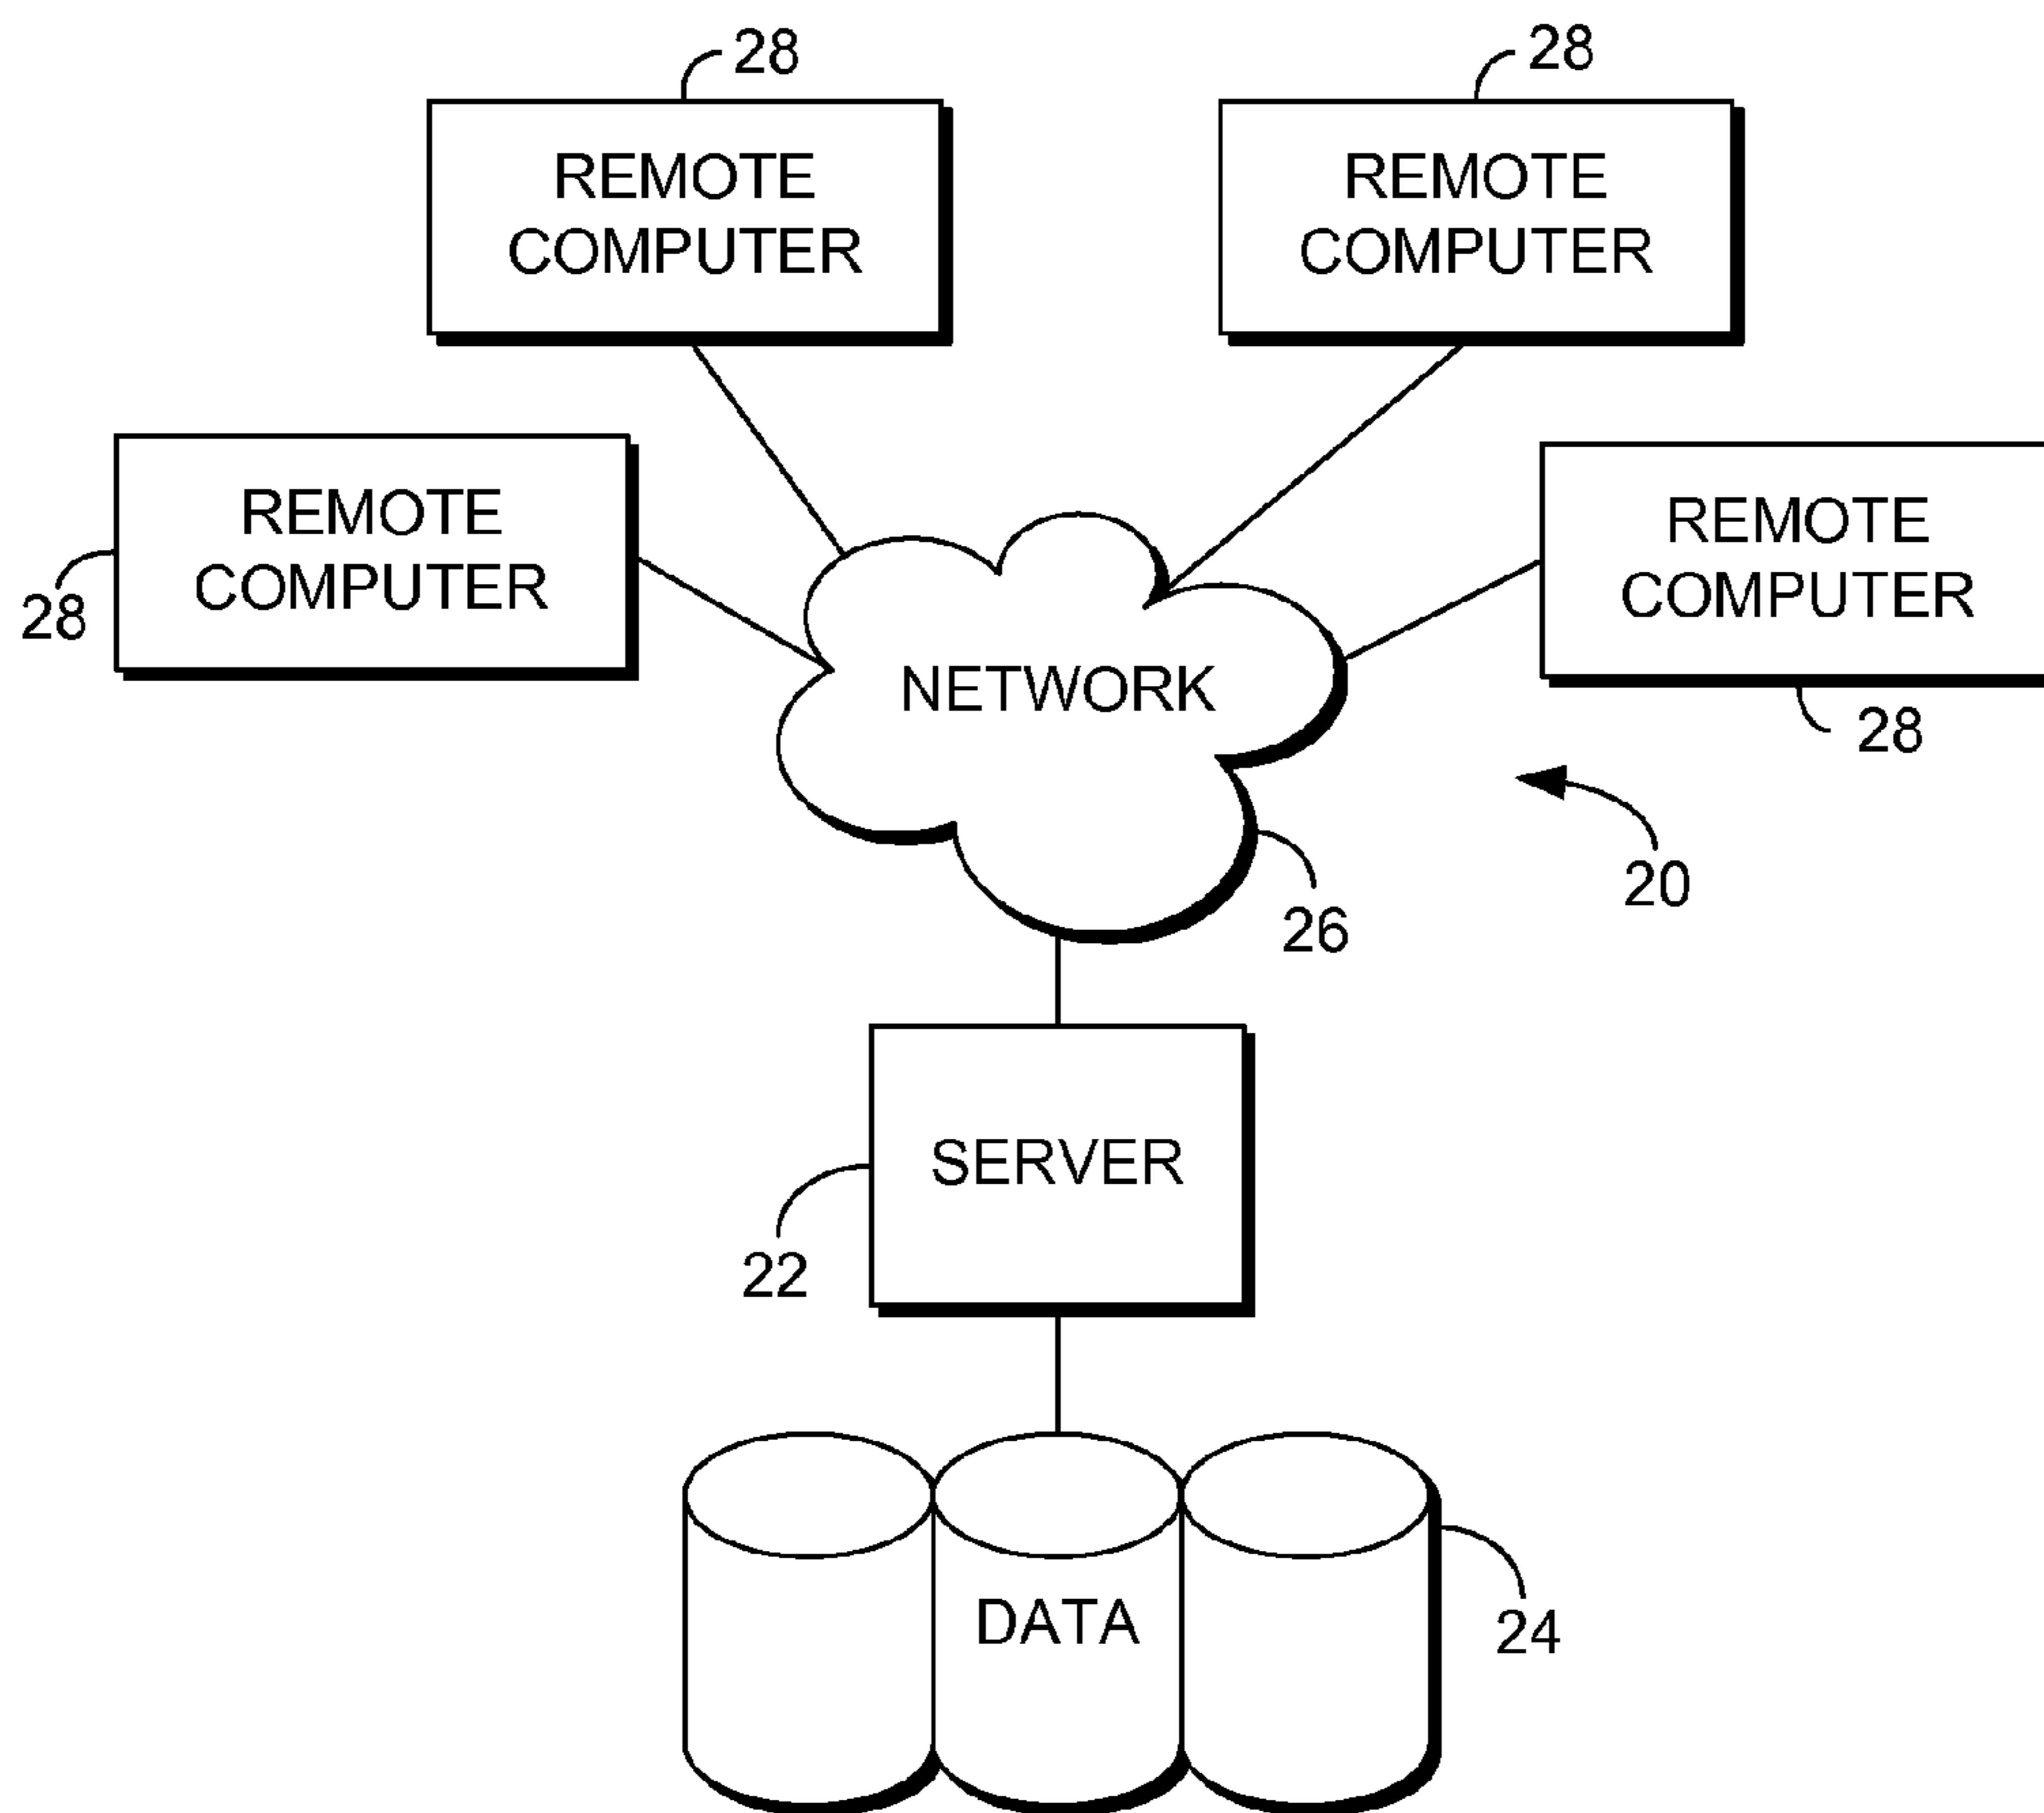 28
28
REMOTE
COMPUTER
REMOTE
COMPUTER
REMOTE
COMPUTER
28
REMOTE
COMPUTER
28
NETWORK
20
26
SERVER
22
DATA
24